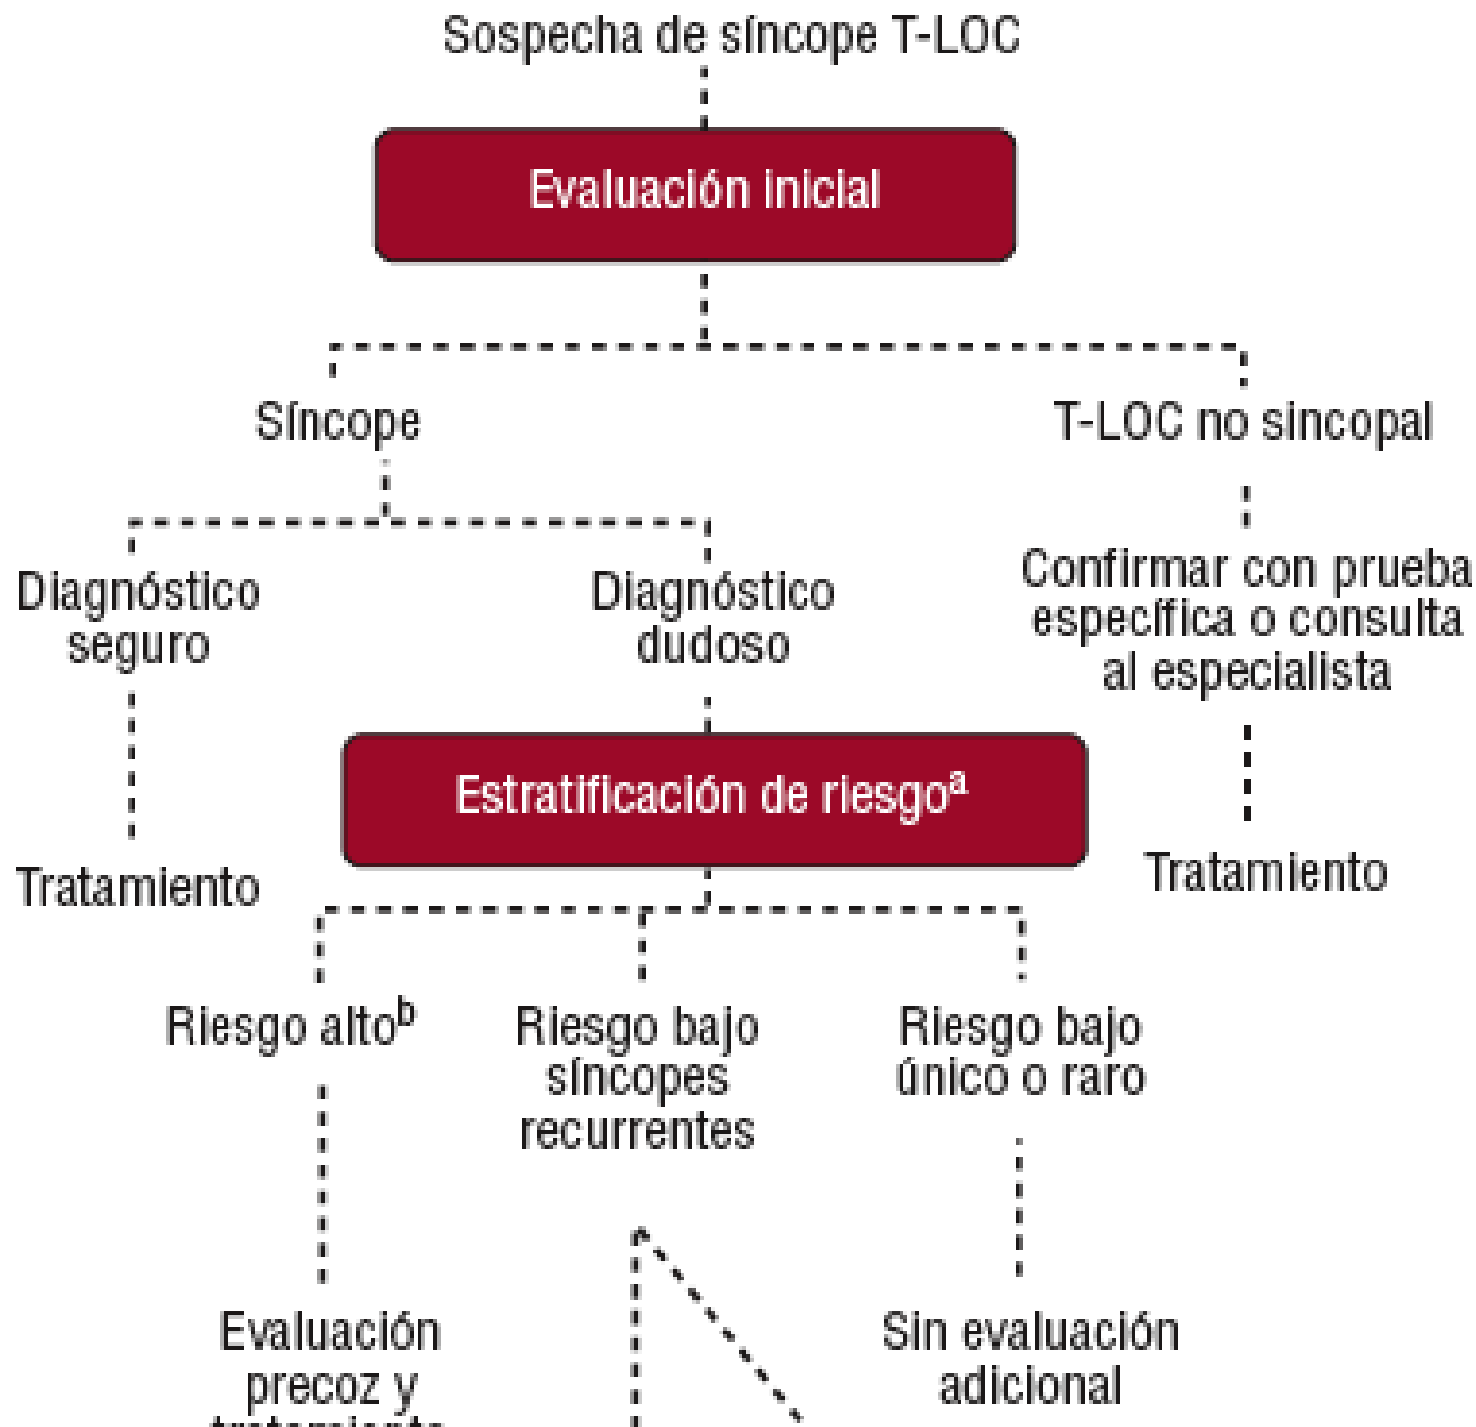 Sospecha de síncope T-LOC
Evaluación inicial
Síncope
T-LOC no sincopal
Diagnóstico
seguro
Diagnóstico
dudoso
Confirmar con prueba
específica o consulta
al especialista
Estratificación de riesgoª
Tratamiento
Tratamiento
Riesgo altoᵇ
Riesgo bajo
síncopes
recurrentes
Riesgo bajo
único o raro
Evaluación
precoz y
Sin evaluación
adicional